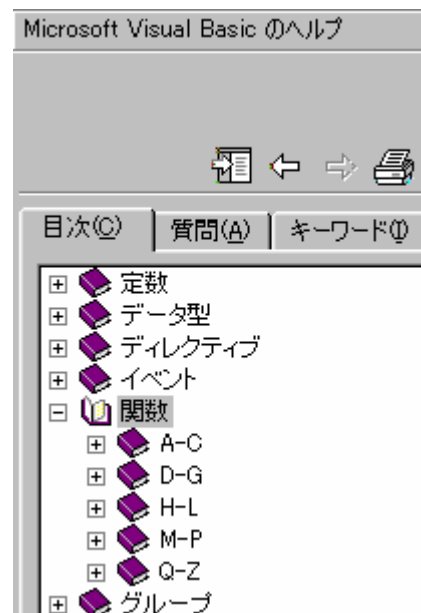 Microsoft Visual Basic のヘルプ
目次(C) 質問(A) キーワード(I)
定数
データ型
ディレクティブ
イベント
関数
A-C
D-G
H-L
M-P
Q-Z
グループ